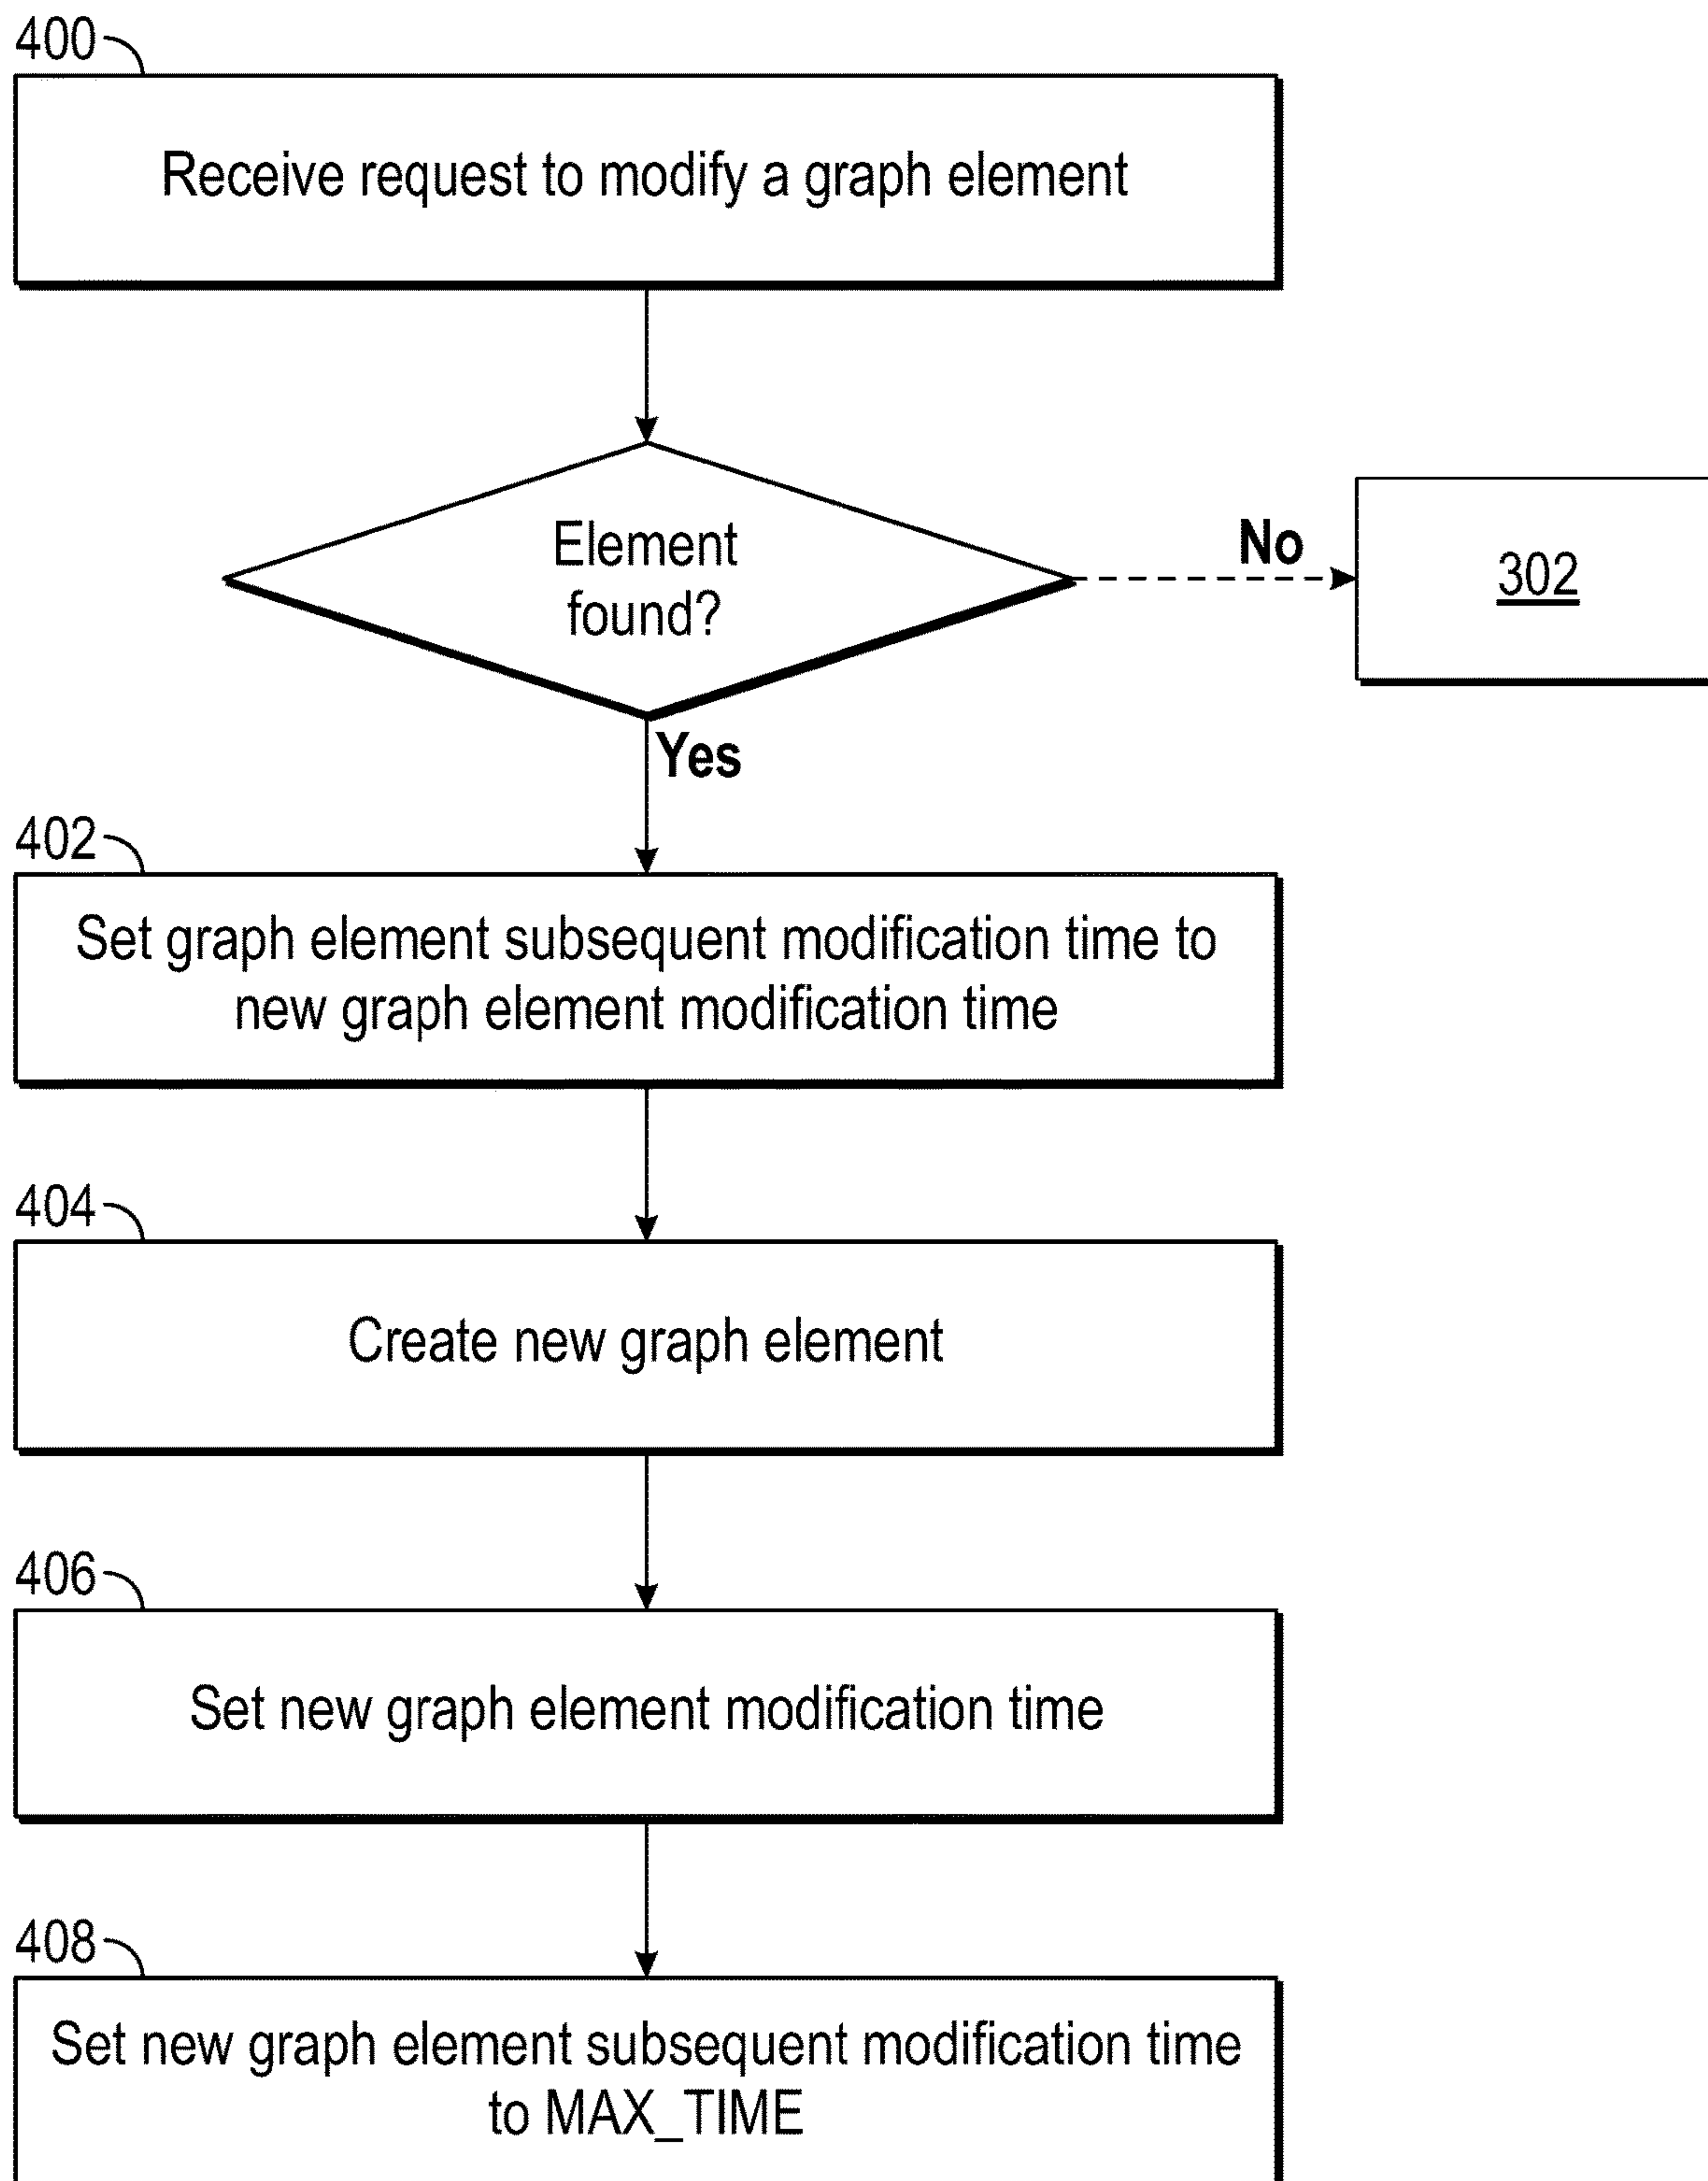 400
Receive request to modify a graph element
Element
found?
No
302
Yes
402
Set graph element subsequent modification time to
new graph element modification time
404
Create new graph element
406
Set new graph element modification time
408
Set new graph element subsequent modification time
to MAX_TIME